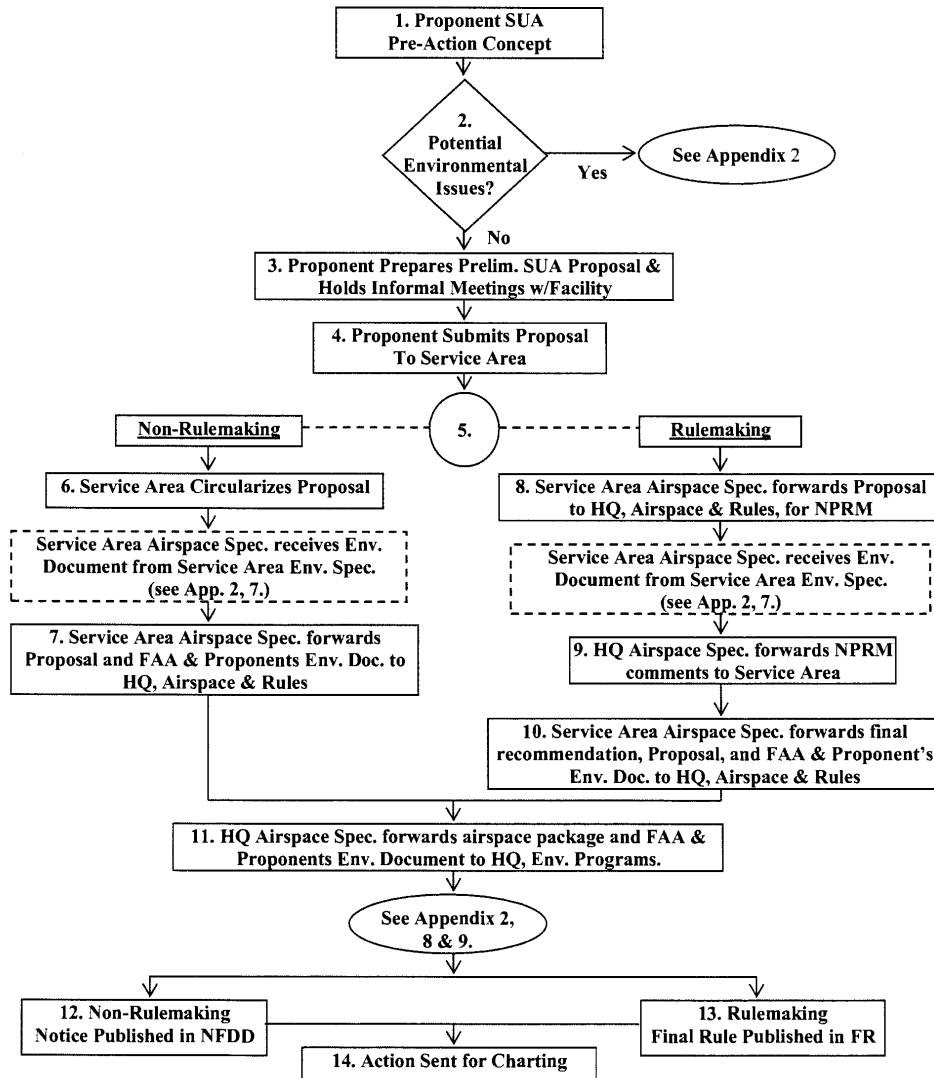 1. Proponent SUA
Pre-Action Concept
2.
Potential
Environmental
Issues?
Yes
See Appendix 2
No
3. Proponent Prepares Prelim. SUA Proposal &
Holds Informal Meetings w/Facility
4. Proponent Submits Proposal
To Service Area
5.
Non-Rulemaking
6. Service Area Circularizes Proposal
Service Area Airspace Spec. receives Env.
Document from Service Area Env. Spec.
(see App. 2, 7.)
7. Service Area Airspace Spec. forwards
Proposal and FAA & Proponents Env. Doc. to
HQ, Airspace & Rules
Rulemaking
8. Service Area Airspace Spec. forwards Proposal
to HQ, Airspace & Rules, for NPRM
Service Area Airspace Spec. receives Env.
Document from Service Area Env. Spec.
(see App. 2, 7.)
9. HQ Airspace Spec. forwards NPRM
comments to Service Area
10. Service Area Airspace Spec. forwards final
recommendation, Proposal, and FAA & Proponent's
Env. Doc. to HQ, Airspace & Rules
11. HQ Airspace Spec. forwards airspace package and FAA &
Proponents Env. Document to HQ, Env. Programs.
See Appendix 2,
8 & 9.
12. Non-Rulemaking
Notice Published in NFDD
13. Rulemaking
Final Rule Published in FR
14. Action Sent for Charting